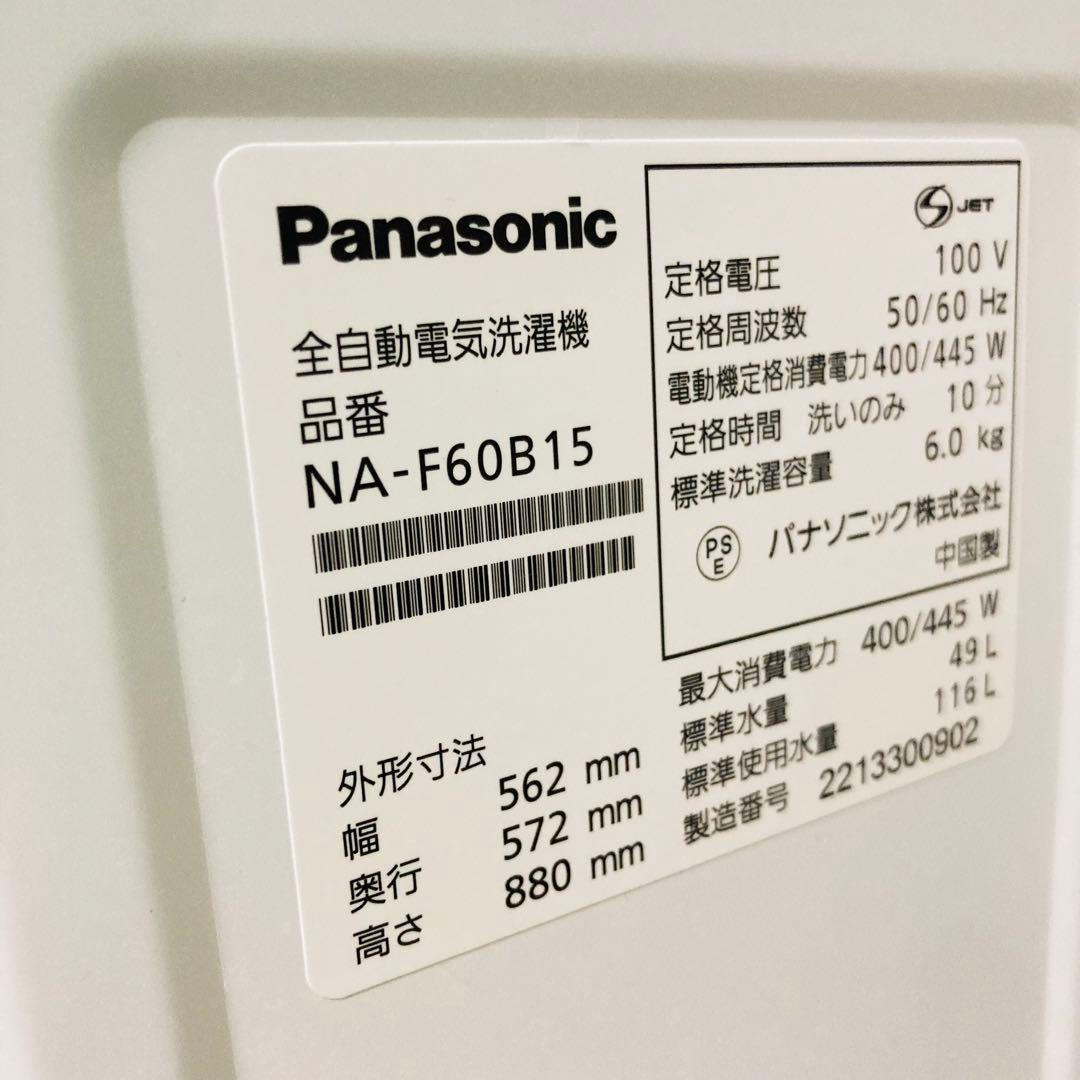 Panasonic
全自動電気洗濯機
品番
NA-F60B15
外形寸法
幅 562 mm
奥行 572 mm
高さ 880 mm
S JET
定格電圧 100 V
定格周波数 50/60 Hz
電動機定格消費電力 400/445 W
定格時間 洗いのみ 10 分
標準洗濯容量 6.0 kg
PSE パナソニック株式会社
中国製
最大消費電力 400/445 W
標準水量 49 L
標準使用水量 116 L
製造番号 2213300902